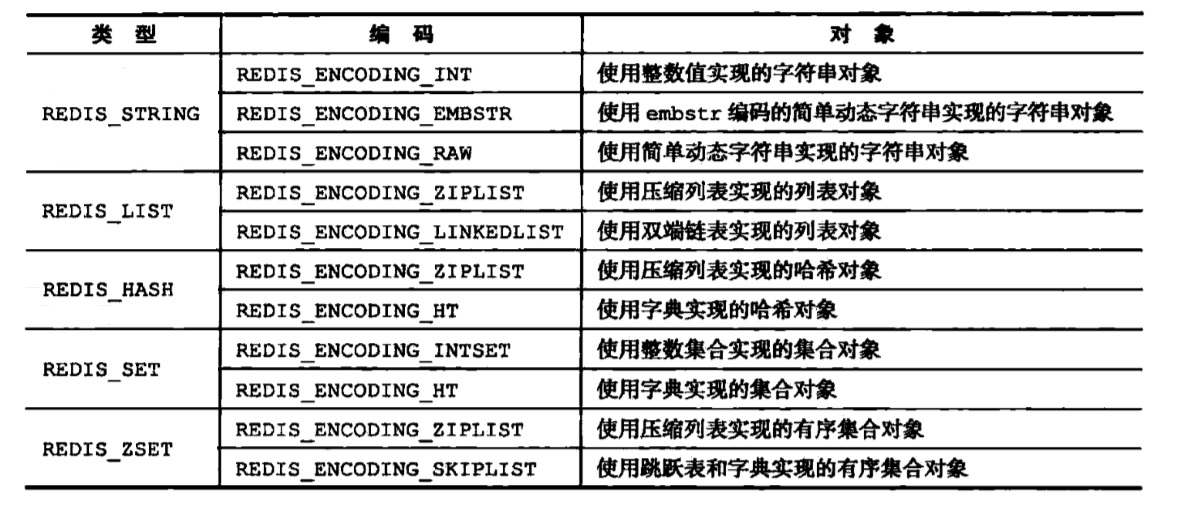 类 型 编 码 对 象
REDIS_STRING REDIS_ENCODING_INT 使用整数值实现的字符串对象
REDIS_ENCODING_EMBSTR 使用 embstr 编码的简单动态字符串实现的字符串对象
REDIS_ENCODING_RAW 使用简单动态字符串实现的字符串对象
REDIS_LIST REDIS_ENCODING_ZIPLIST 使用压缩列表实现的列表对象
REDIS_ENCODING_LINKEDLIST 使用双端链表实现的列表对象
REDIS_HASH REDIS_ENCODING_ZIPLIST 使用压缩列表实现的哈希对象
REDIS_ENCODING_HT 使用字典实现的哈希对象
REDIS_SET REDIS_ENCODING_INTSET 使用整数集合实现的集合对象
REDIS_ENCODING_HT 使用字典实现的集合对象
REDIS_ZSET REDIS_ENCODING_ZIPLIST 使用压缩列表实现的有序集合对象
REDIS_ENCODING_SKIPLIST 使用跳跃表和字典实现的有序集合对象